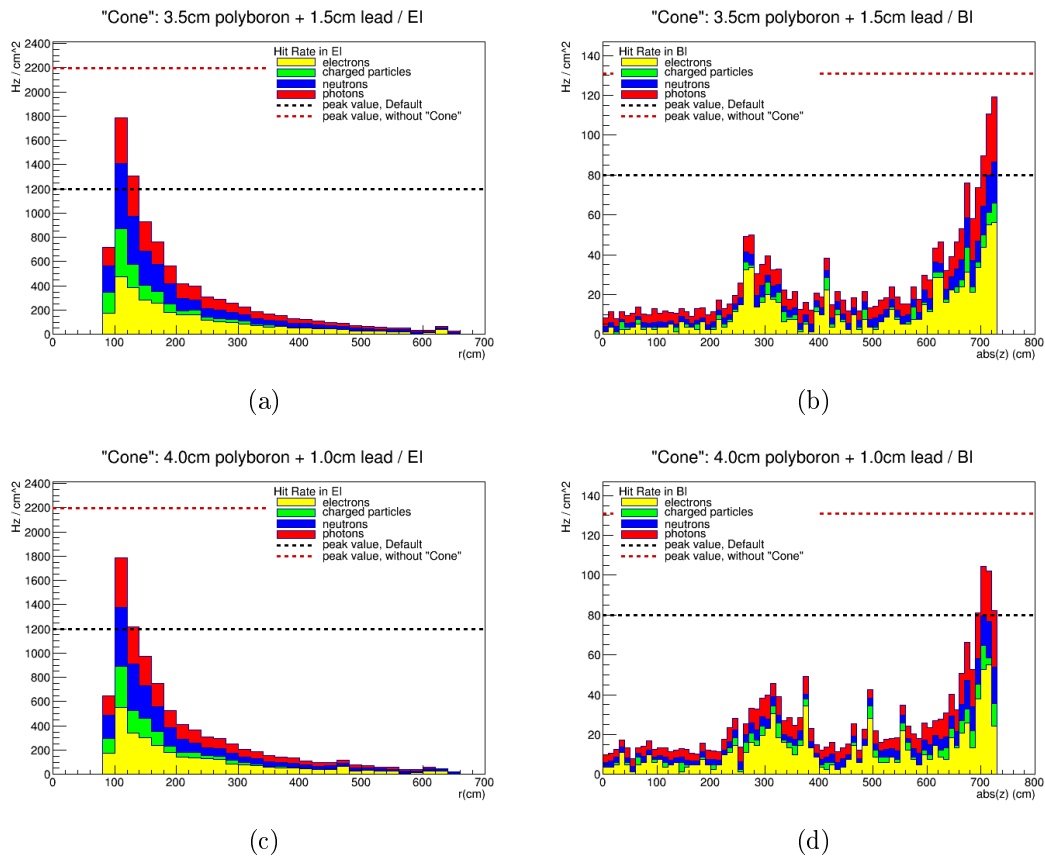 "Cone": 3.5cm polyboron + 1.5cm lead / EI
Hz / cm^2
2400
2200
2000
1800
1600
1400
1200
1000
800
600
400
200
0
Hit Rate in EI
electrons
charged particles
neutrons
photons
peak value, Default
peak value, without "Cone"
0 100 200 300 400 500 600 700
r(cm)
(a)
"Cone": 3.5cm polyboron + 1.5cm lead / BI
Hz / cm^2
140
120
100
80
60
40
20
0
Hit Rate in BI
electrons
charged particles
neutrons
photons
peak value, Default
peak value, without "Cone"
0 100 200 300 400 500 600 700 800
abs(z) (cm)
(b)
"Cone": 4.0cm polyboron + 1.0cm lead / EI
Hz / cm^2
2400
2200
2000
1800
1600
1400
1200
1000
800
600
400
200
0
Hit Rate in EI
electrons
charged particles
neutrons
photons
peak value, Default
peak value, without "Cone"
0 100 200 300 400 500 600 700
r(cm)
(c)
"Cone": 4.0cm polyboron + 1.0cm lead / BI
Hz / cm^2
140
120
100
80
60
40
20
0
Hit Rate in BI
electrons
charged particles
neutrons
photons
peak value, Default
peak value, without "Cone"
0 100 200 300 400 500 600 700 800
abs(z) (cm)
(d)